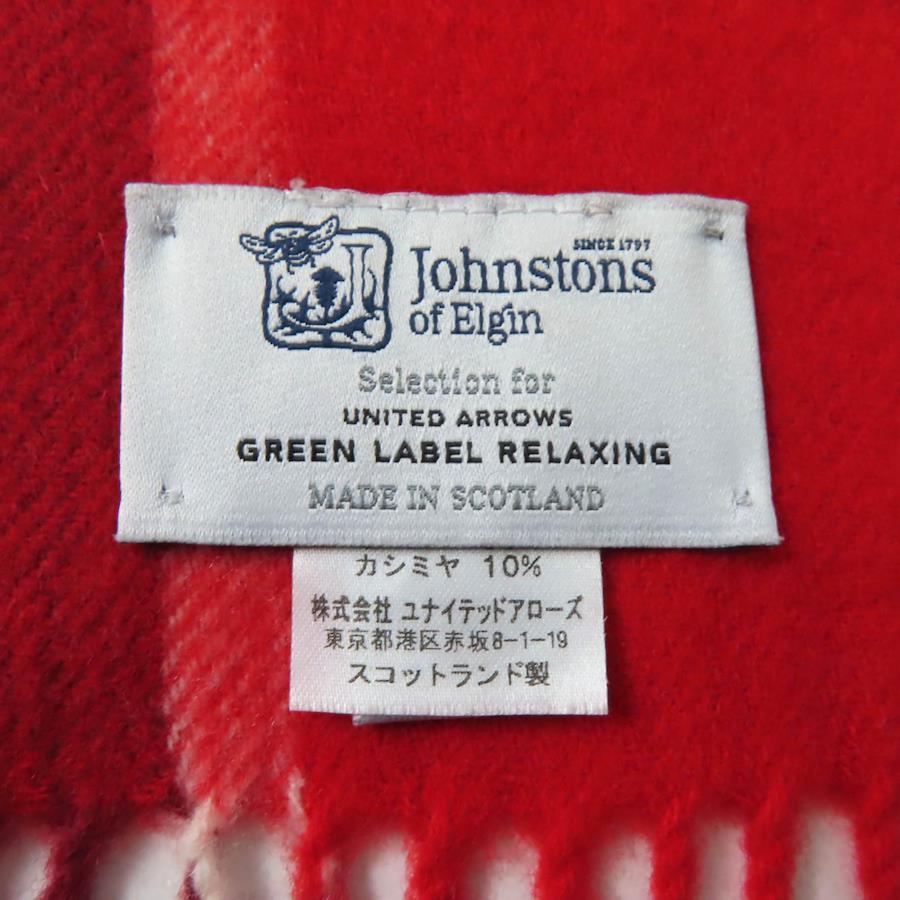 SINCE 1797
Johnstons
of Elgin
Selection for
UNITED ARROWS
GREEN LABEL RELAXING
MADE IN SCOTLAND
カシミヤ 10%
株式会社 ユナイテッドアローズ
東京都港区赤坂8-1-19
スコットランド製